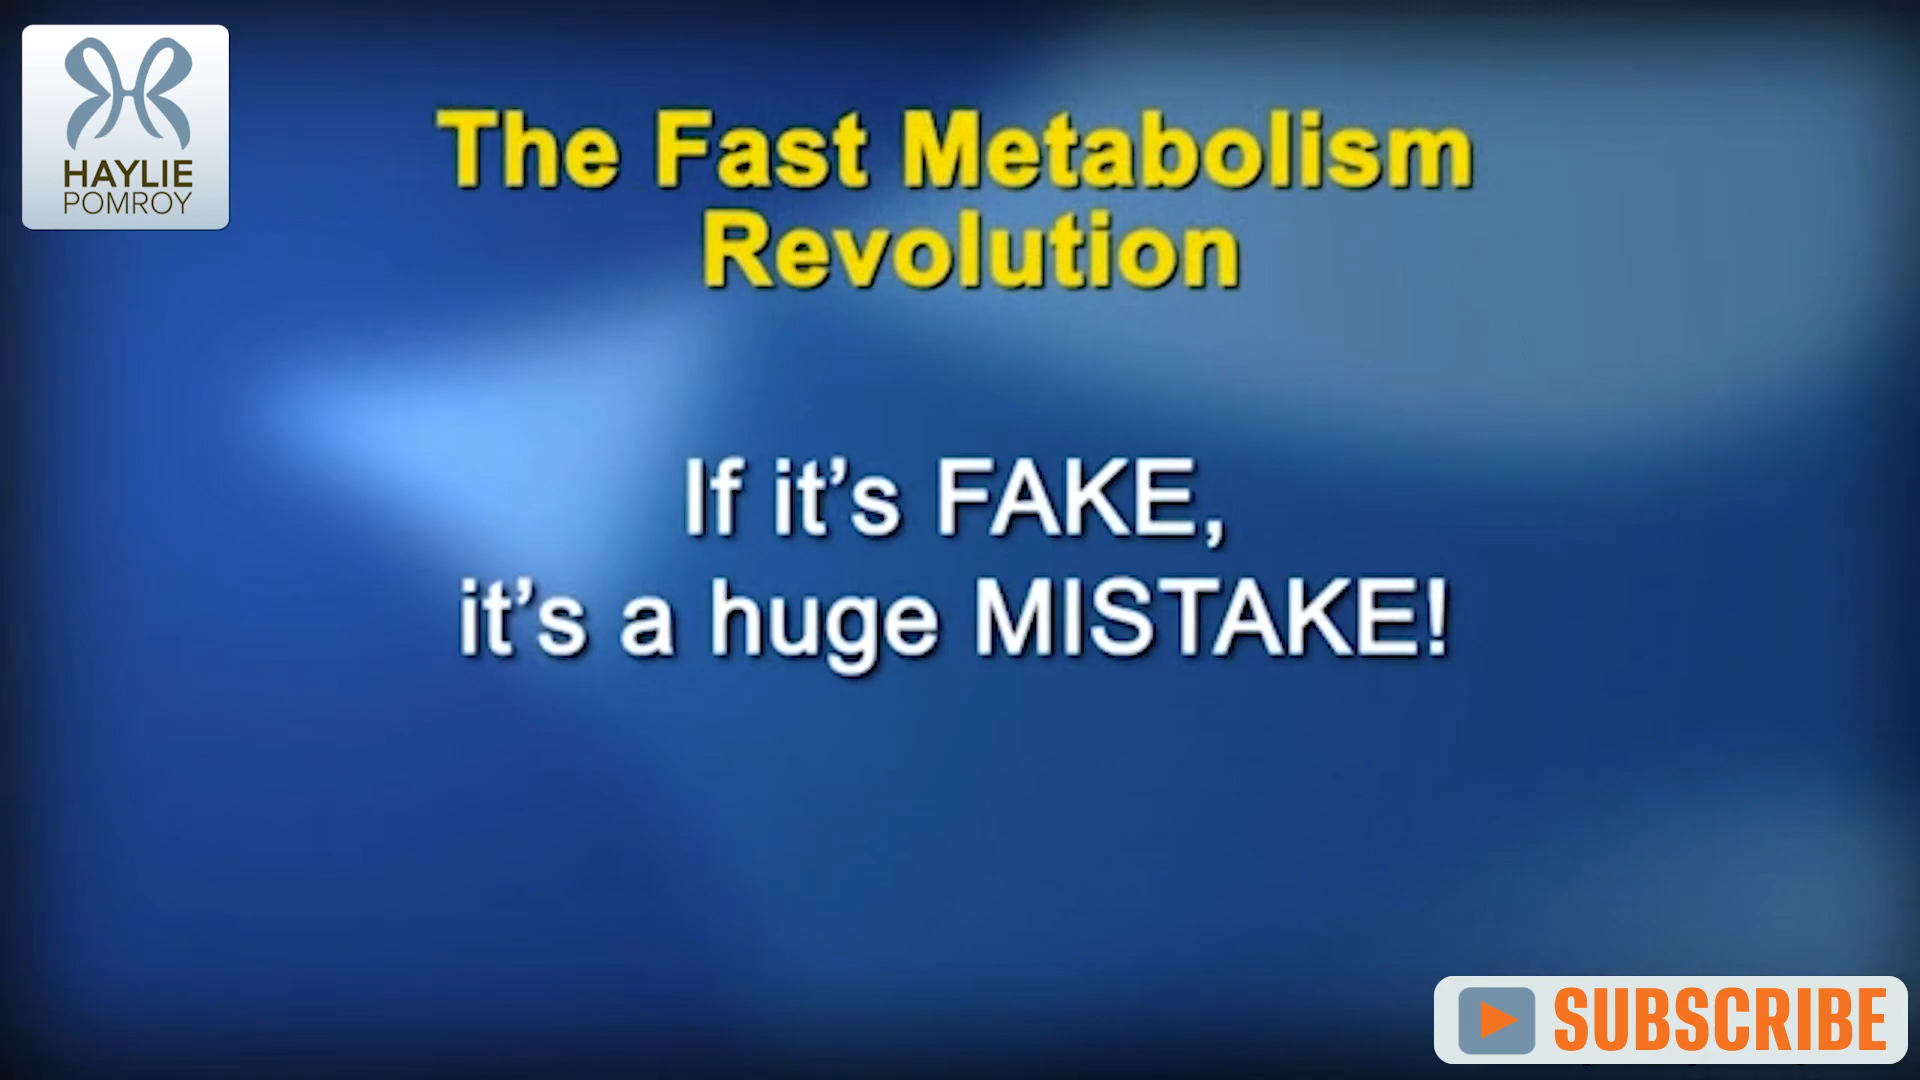 HAYLIE
POMROY
The Fast Metabolism
Revolution
If it’s FAKE,
it’s a huge MISTAKE!
SUBSCRIBE